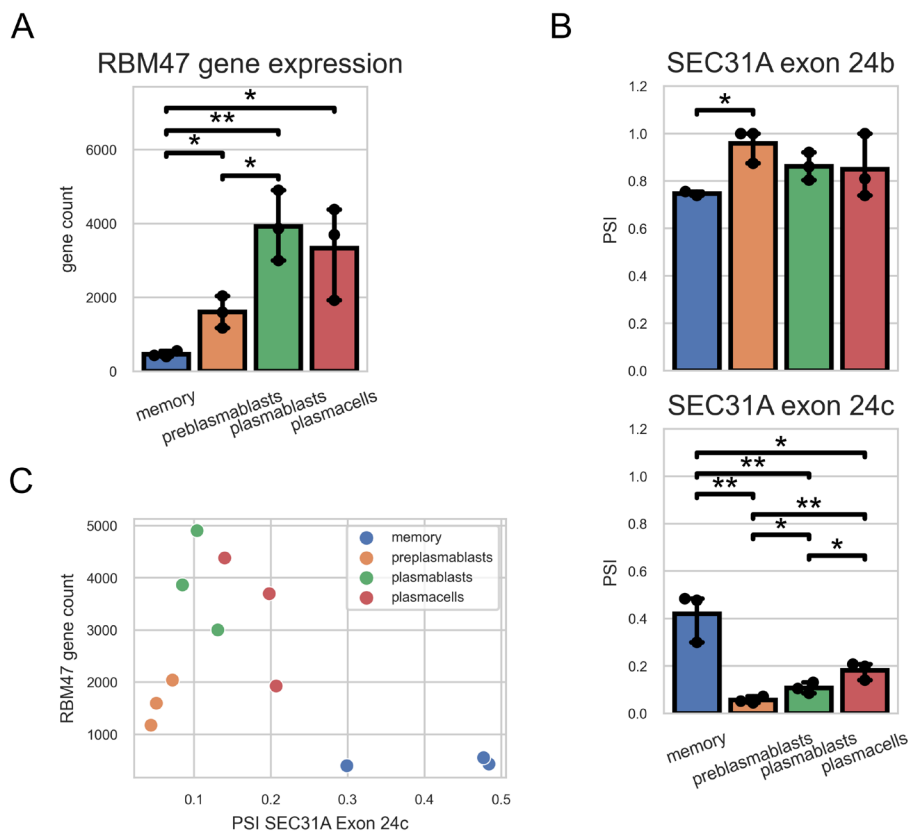 A
RBM47 gene expression
gene count
6000
4000
2000
0
*
**
*
*
memory
preblasmablasts
plasmablasts
plasmacells
B
SEC31A exon 24b
PSI
1.2
1.0
0.8
0.6
0.4
0.2
0.0
*
SEC31A exon 24c
PSI
1.2
1.0
0.8
0.6
0.4
0.2
0.0
*
**
**
**
*
*
memory
preblasmablasts
plasmablasts
plasmacells
C
RBM47 gene count
5000
4000
3000
2000
1000
memory
preplasmablasts
plasmablasts
plasmacells
0.1 0.2 0.3 0.4 0.5
PSI SEC31A Exon 24c